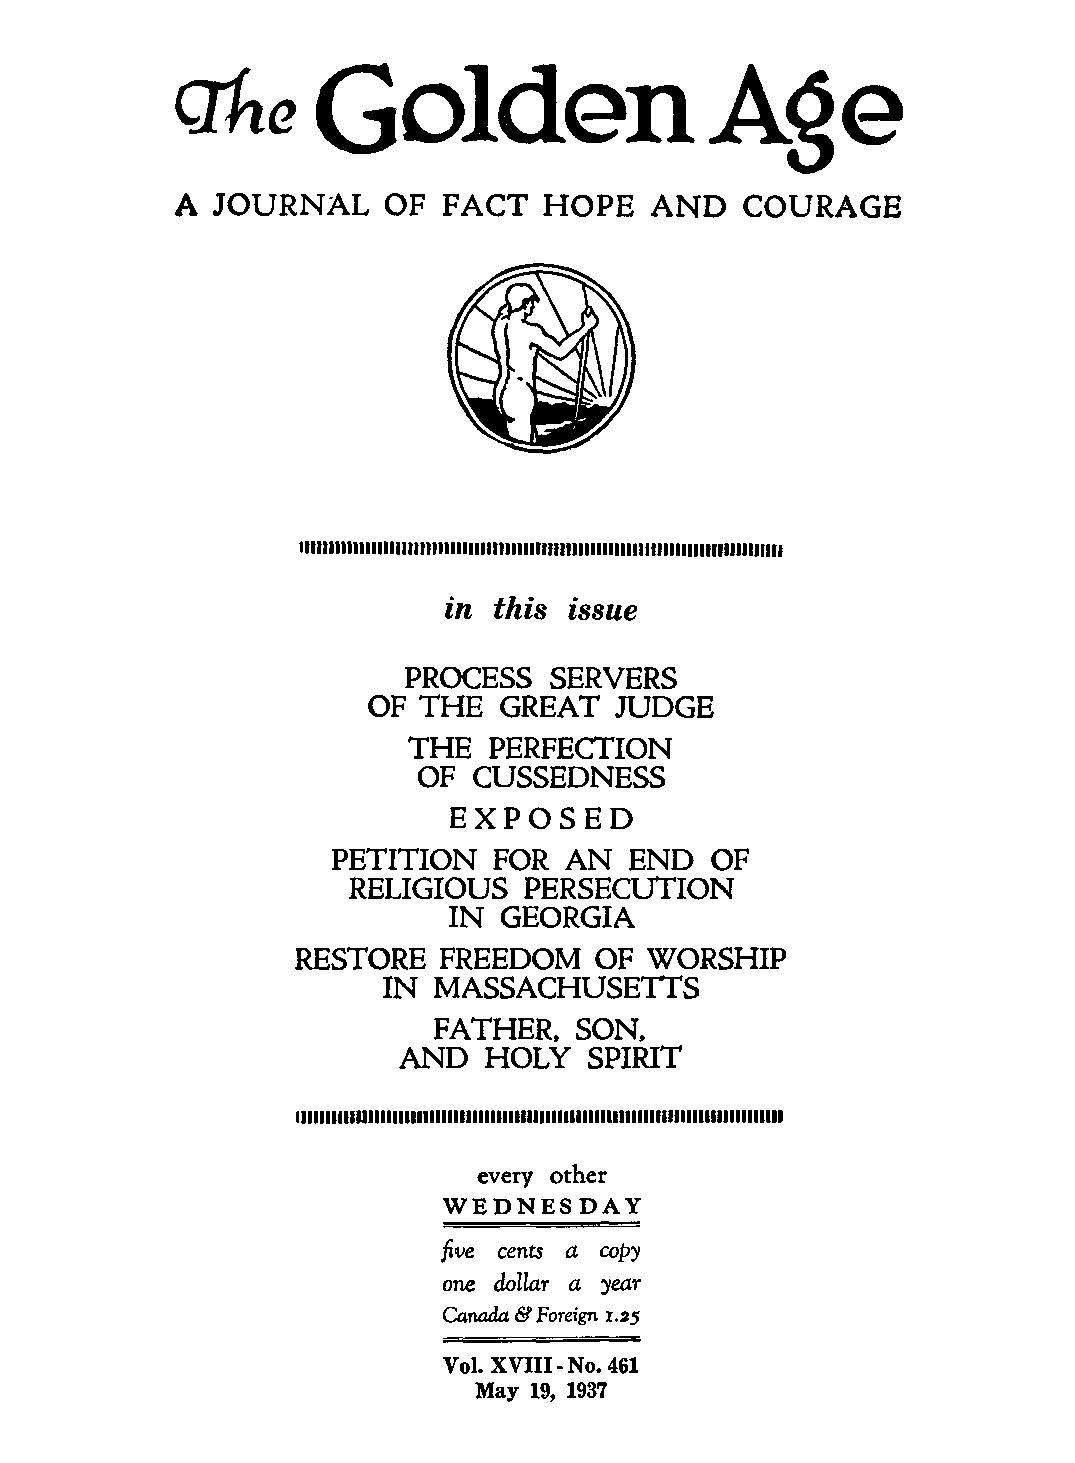 The Golden Age
A JOURNAL OF FACT HOPE AND COURAGE
in this issue
PROCESS SERVERS
OF THE GREAT JUDGE
THE PERFECTION
OF CUSSEDNESS
EXPOSED
PETITION FOR AN END OF
RELIGIOUS PERSECUTION
IN GEORGIA
RESTORE FREEDOM OF WORSHIP
IN MASSACHUSETTS
FATHER, SON,
AND HOLY SPIRIT
every other
WEDNESDAY
five cents a copy
one dollar a year
Canada & Foreign 1.25
Vol. XVIII - No. 461
May 19, 1937